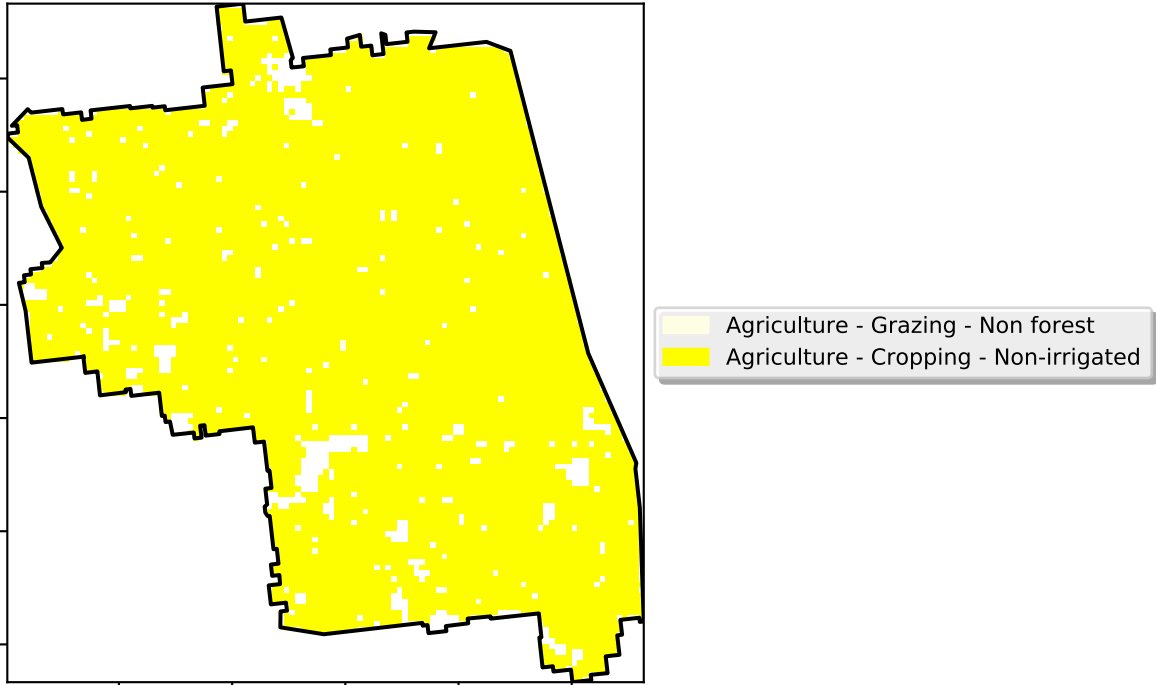 Agriculture - Grazing - Non forest
Agriculture - Cropping - Non-irrigated